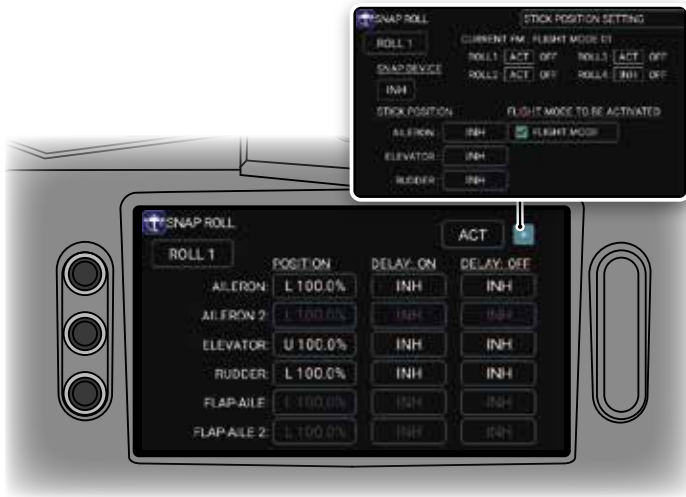 SNAP ROLL STICK POSITION SETTING
ROLL 1 CURRENT FM : FLIGHT MODE 01
ROLL1: ACT OFF ROLL3: ACT OFF
SNAP DEVICE ROLL2: ACT OFF ROLL4: INH OFF
INH
STICK POSITION FLIGHT MODE TO BE ACTIVATED
AILERON: INH FLIGHT MODE
ELEVATOR: INH
RUDDER: INH
SNAP ROLL ACT
ROLL 1
POSITION DELAY: ON DELAY: OFF
AILERON: L 100.0% INH INH
AILERON 2: L 100.0% INH INH
ELEVATOR: U 100.0% INH INH
RUDDER: L 100.0% INH INH
FLAP-AILE: L 100.0% INH INH
FLAP-AILE 2: L 100.0% INH INH